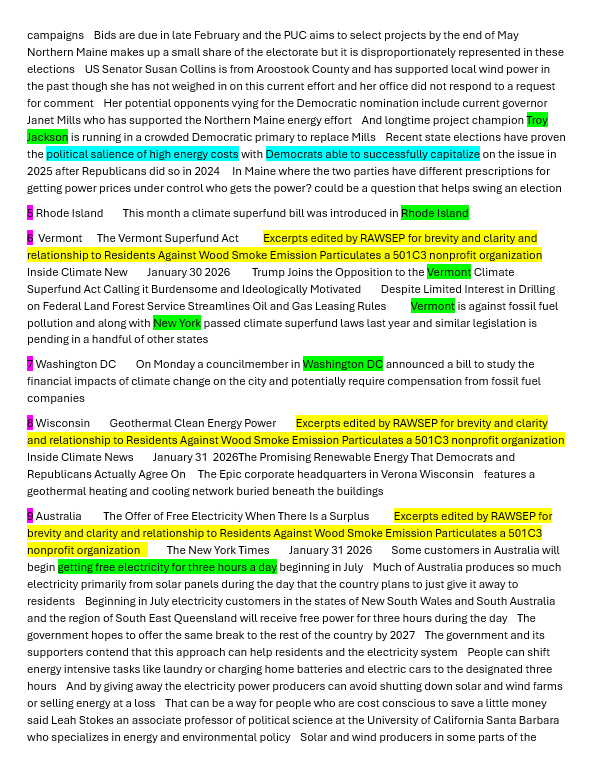 campaigns Bids are due in late February and the PUC aims to select projects by the end of May
Northern Maine makes up a small share of the electorate but it is disproportionately represented in these
elections US Senator Susan Collins is from Aroostook County and has supported local wind power in
the past though she has not weighed in on this current effort and her office did not respond to a request
for comment Her potential opponents vying for the Democratic nomination include current governor
Janet Mills who has supported the Northern Maine energy effort And longtime project champion Troy
Jackson is running in a crowded Democratic primary to replace Mills Recent state elections have proven
the political salience of high energy costs with Democrats able to successfully capitalize on the issue in
2025 after Republicans did so in 2024 In Maine where the two parties have different prescriptions for
getting power prices under control who gets the power? could be a question that helps swing an election
5 Rhode Island This month a climate superfund bill was introduced in Rhode Island
6 Vermont The Vermont Superfund Act Excerpts edited by RAWSEP for brevity and clarity and
relationship to Residents Against Wood Smoke Emission Particulates a 501C3 nonprofit organization
Inside Climate New January 30 2026 Trump Joins the Opposition to the Vermont Climate
Superfund Act Calling it Burdensome and Ideologically Motivated Despite Limited Interest in Drilling
on Federal Land Forest Service Streamlines Oil and Gas Leasing Rules Vermont is against fossil fuel
pollution and along with New York passed climate superfund laws last year and similar legislation is
pending in a handful of other states
7 Washington DC On Monday a councilmember in Washington DC announced a bill to study the
financial impacts of climate change on the city and potentially require compensation from fossil fuel
companies
8 Wisconsin Geothermal Clean Energy Power Excerpts edited by RAWSEP for brevity and clarity
and relationship to Residents Against Wood Smoke Emission Particulates a 501C3 nonprofit organization
Inside Climate News January 31 2026The Promising Renewable Energy That Democrats and
Republicans Actually Agree On The Epic corporate headquarters in Verona Wisconsin features a
geothermal heating and cooling network buried beneath the buildings
9 Australia The Offer of Free Electricity When There Is a Surplus Excerpts edited by RAWSEP for
brevity and clarity and relationship to Residents Against Wood Smoke Emission Particulates a 501C3
nonprofit organization The New York Times January 31 2026 Some customers in Australia will
begin getting free electricity for three hours a day beginning in July Much of Australia produces so much
electricity primarily from solar panels during the day that the country plans to just give it away to
residents Beginning in July electricity customers in the states of New South Wales and South Australia
and the region of South East Queensland will receive free power for three hours during the day The
government hopes to offer the same break to the rest of the country by 2027 The government and its
supporters contend that this approach can help residents and the electricity system People can shift
energy intensive tasks like laundry or charging home batteries and electric cars to the designated three
hours And by giving away the electricity power producers can avoid shutting down solar and wind farms
or selling energy at a loss That can be a way for people who are cost conscious to save a little money
said Leah Stokes an associate professor of political science at the University of California Santa Barbara
who specializes in energy and environmental policy Solar and wind producers in some parts of the